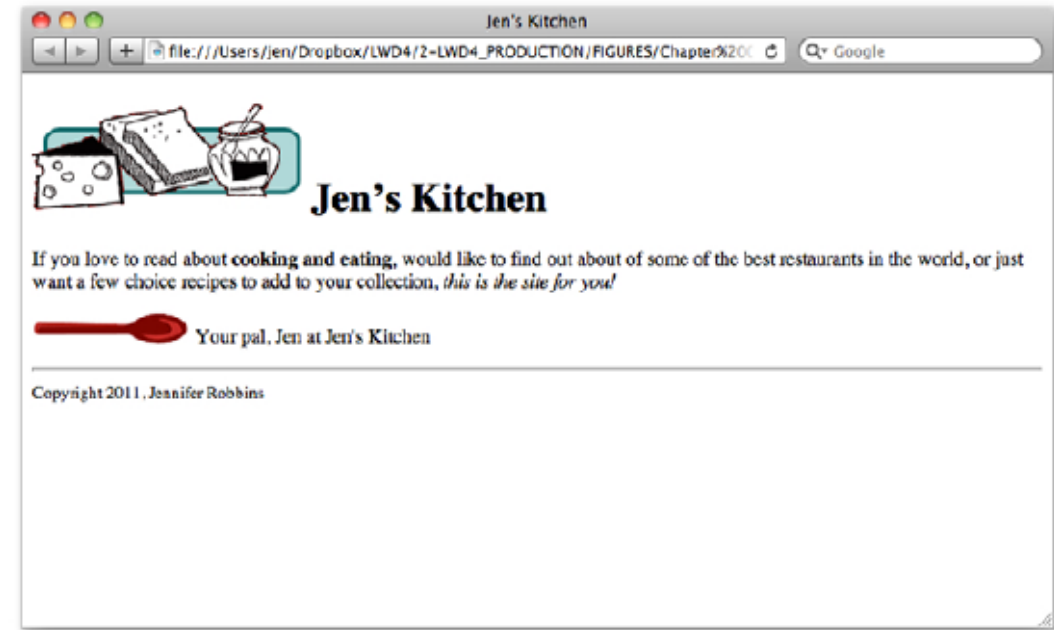 Jen's Kitchen
file:///Users/jen/Dropbox/LWD4/2-LWD4_PRODUCTION/FIGURES/Chapter%20
Google
Jen’s Kitchen
If you love to read about cooking and eating, would like to find out about of some of the best restaurants in the world, or just
want a few choice recipes to add to your collection, this is the site for you!
Your pal, Jen at Jen's Kitchen
Copyright 2011, Jennifer Robbins